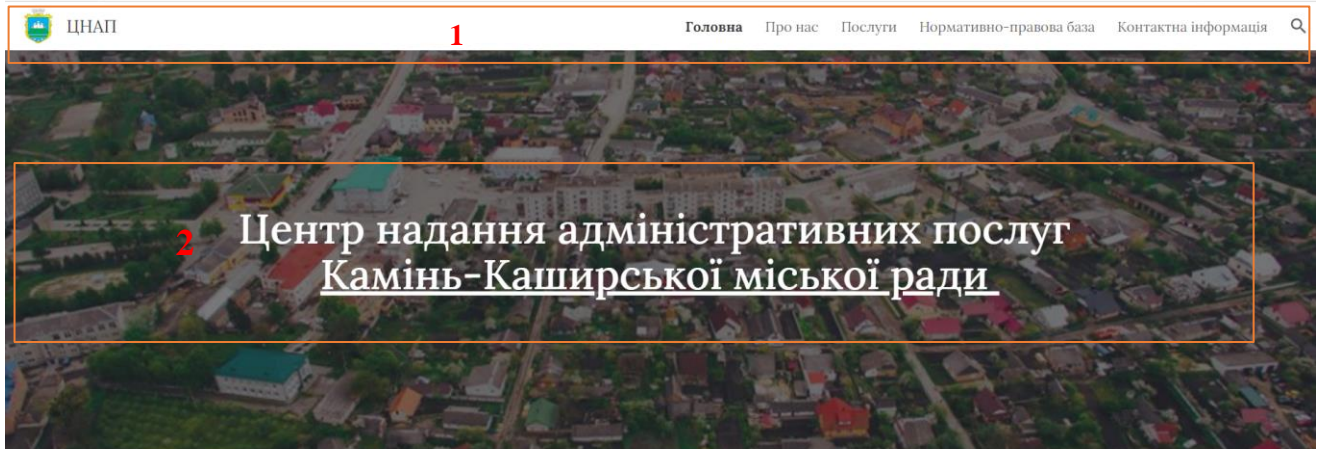 ЦНАП
1
Головна Про нас Послуги Нормативно-правова база Контактна інформація
2
Центр надання адміністративних послуг
Камінь-Каширської міської ради